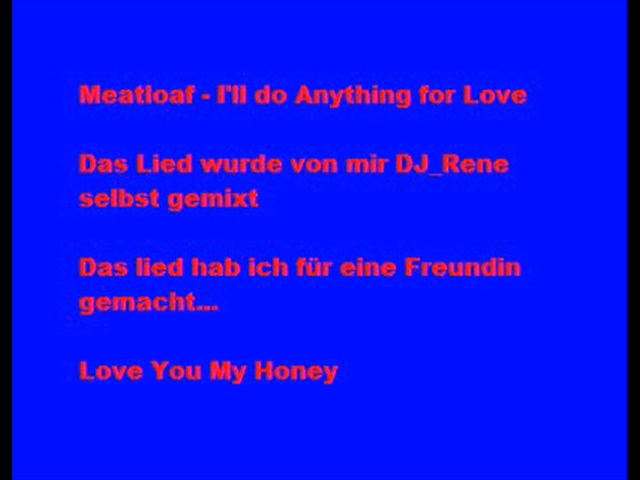 Meatloaf - I'll do Anything for Love
Das Lied wurde von mir DJ_Rene
selbst gemixt
Das lied hab ich für eine Freundin
gemacht...
Love You My Honey